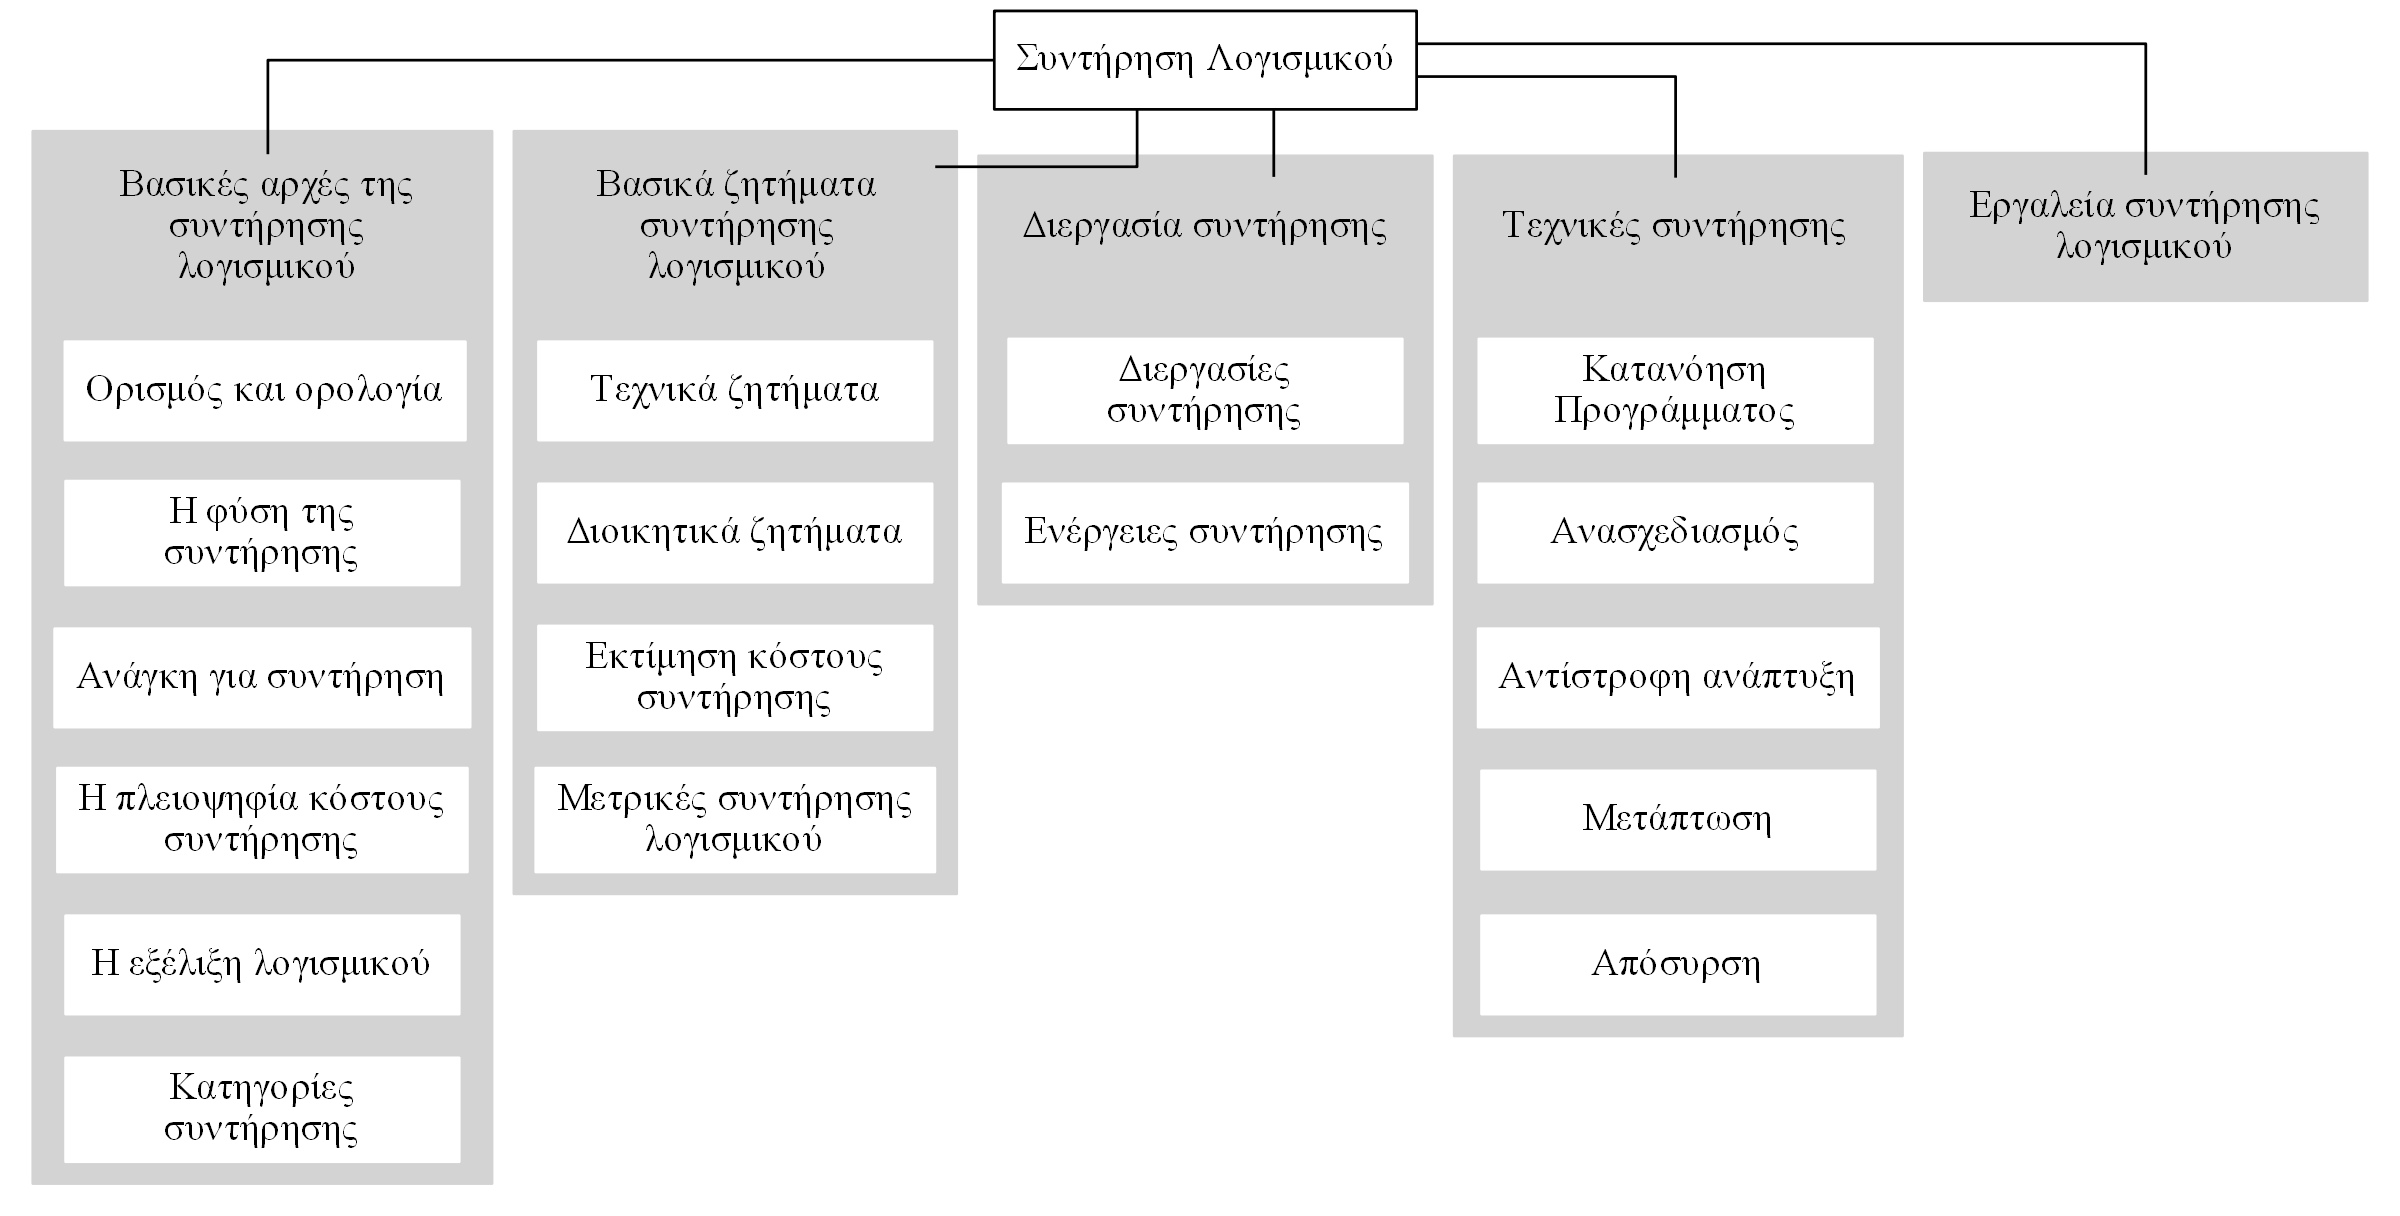 Συντήρηση Λογισμικού
Βασικές αρχές της
συντήρησης
λογισμικού
Ορισμός και ορολογία
Η φύση της
συντήρησης
Ανάγκη για συντήρηση
Η πλειοψηφία κόστους
συντήρησης
Η εξέλιξη λογισμικού
Κατηγορίες
συντήρησης
Βασικά ζητήματα
συντήρησης
λογισμικού
Τεχνικά ζητήματα
Διοικητικά ζητήματα
Εκτίμηση κόστους
συντήρησης
Μετρικές συντήρησης
λογισμικού
Διεργασία συντήρησης
Διεργασίες
συντήρησης
Ενέργειες συντήρησης
Τεχνικές συντήρησης
Κατανόηση
Προγράμματος
Ανασχεδιασμός
Αντίστροφη ανάπτυξη
Μετάπτωση
Απόσυρση
Εργαλεία συντήρησης
λογισμικού